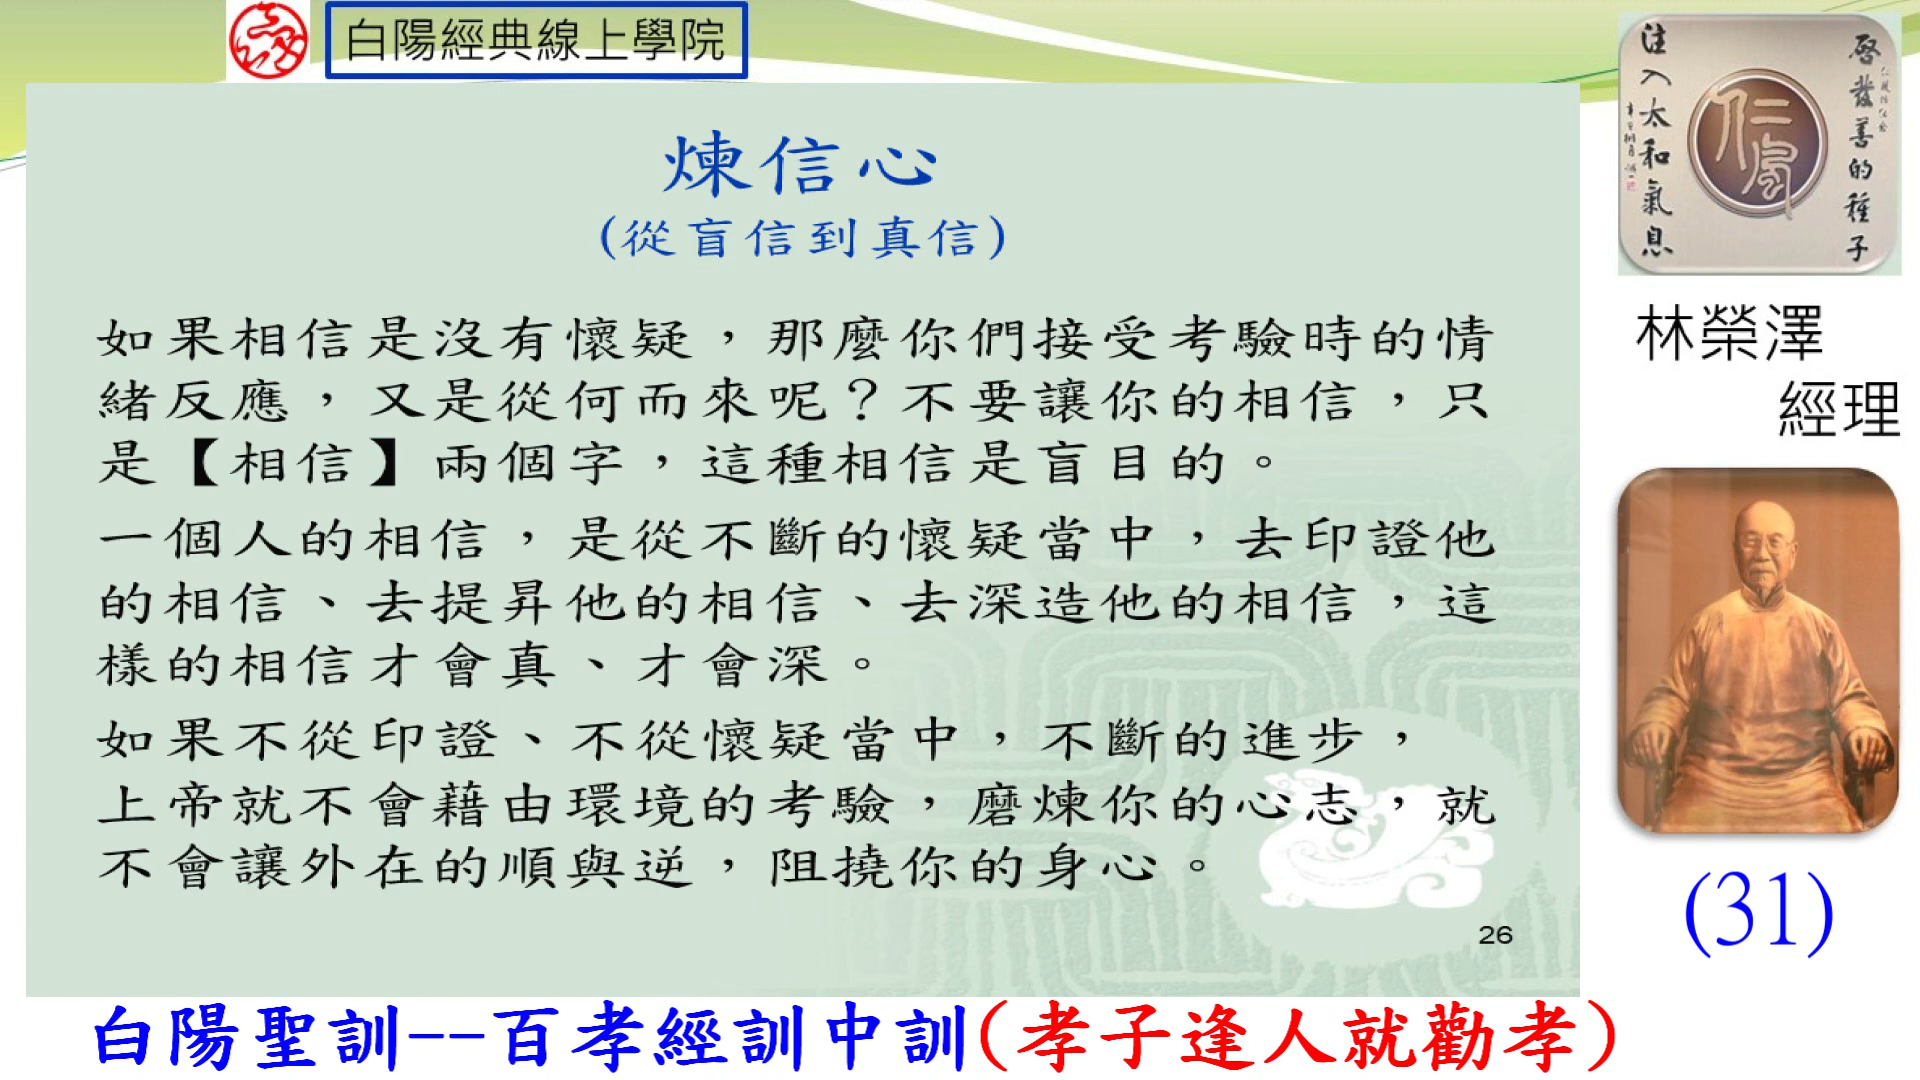 白陽經典線上學院
煉信心
(從盲信到真信)
如果相信是沒有懷疑，那麼你們接受考驗時的情
緒反應，又是從何而來呢？不要讓你的相信，只
是【相信】兩個字，這種相信是盲目的。
一個人的相信，是從不斷的懷疑當中，去印證他
的相信、去提昇他的相信、去深造他的相信，這
樣的相信才會真、才會深。
如果不從印證、不從懷疑當中，不斷的進步，
上帝就不會藉由環境的考驗，磨煉你的心志，就
不會讓外在的順與逆，阻撓你的身心。
26
啓發善的種子
注入太和氣息
林榮澤
經理
(31)
白陽聖訓--百孝經訓中訓(孝子逢人就勸孝)